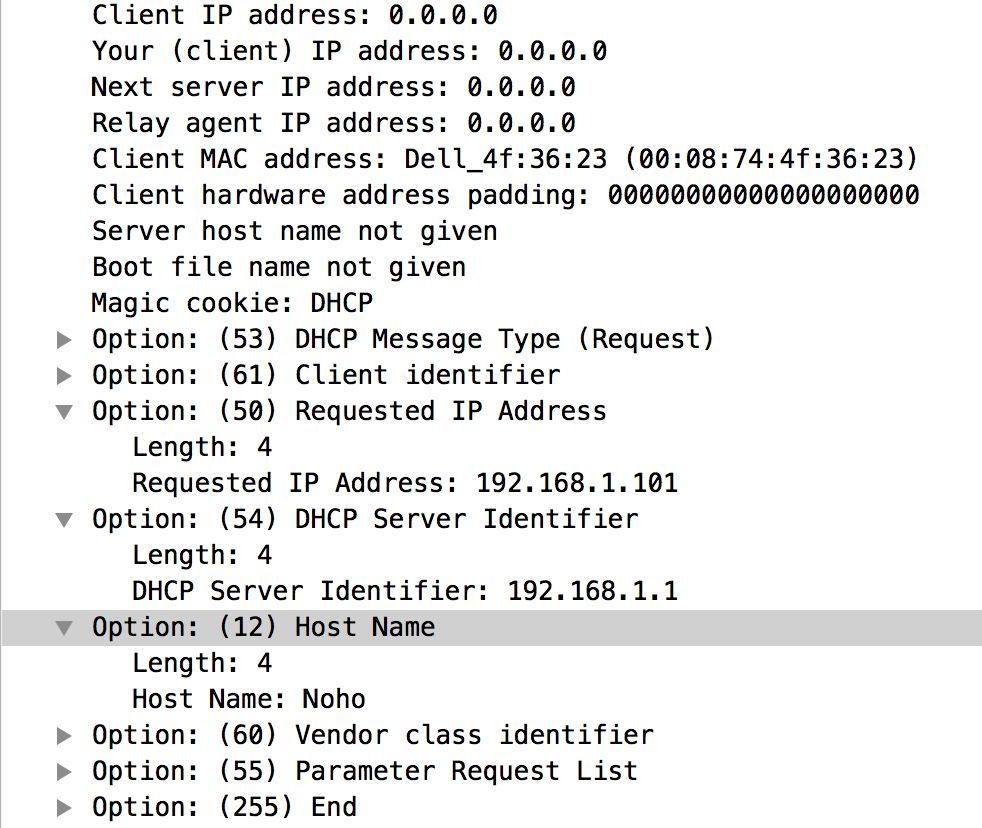 Client IP address: 0.0.0.0
Your (client) IP address: 0.0.0.0
Next server IP address: 0.0.0.0
Relay agent IP address: 0.0.0.0
Client MAC address: Dell_4f:36:23 (00:08:74:4f:36:23)
Client hardware address padding: 00000000000000000000
Server host name not given
Boot file name not given
Magic cookie: DHCP
Option: (53) DHCP Message Type (Request)
Option: (61) Client identifier
Option: (50) Requested IP Address
Length: 4
Requested IP Address: 192.168.1.101
Option: (54) DHCP Server Identifier
Length: 4
DHCP Server Identifier: 192.168.1.1
Option: (12) Host Name
Length: 4
Host Name: Noho
Option: (60) Vendor class identifier
Option: (55) Parameter Request List
Option: (255) End